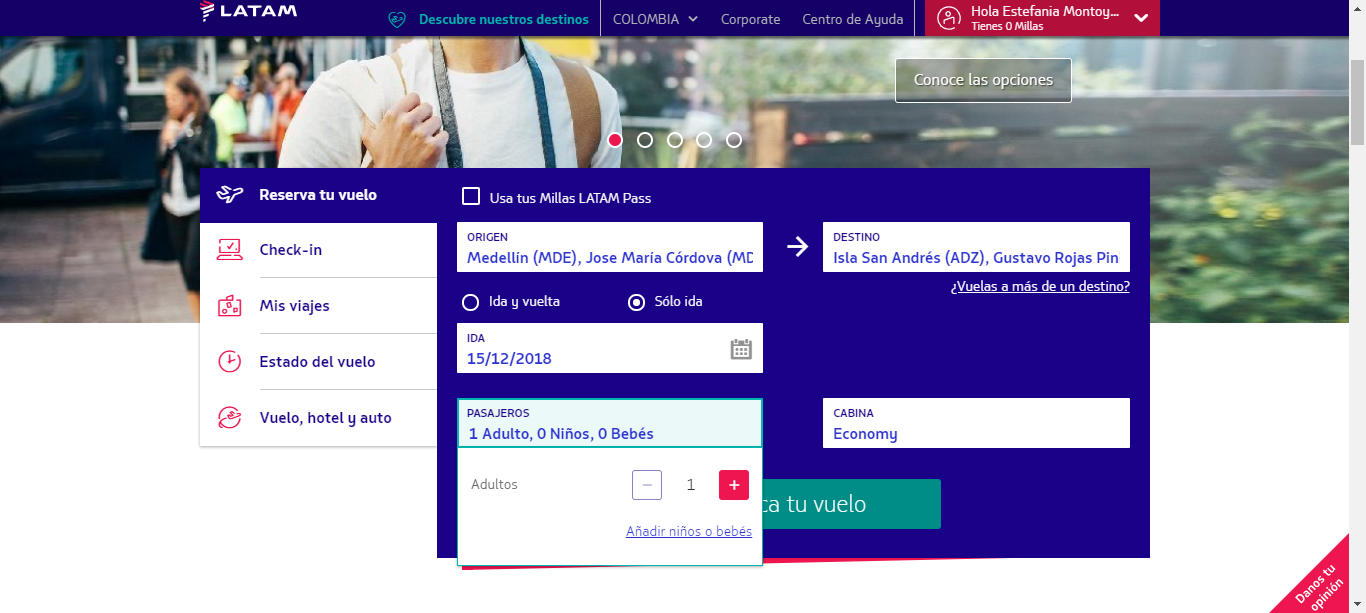 LATAM
Descubre nuestros destinos
COLOMBIA
Corporate
Centro de Ayuda
Hola Estefania Montoy...
Tienes 0 Millas
Conoce las opciones
Reserva tu vuelo
Check-in
Mis viajes
Estado del vuelo
Vuelo, hotel y auto
Usa tus Millas LATAM Pass
ORIGEN
Medellín (MDE), Jose María Córdova (MD
DESTINO
Isla San Andrés (ADZ), Gustavo Rojas Pin
¿Vuelas a más de un destino?
Ida y vuelta
Sólo ida
IDA
15/12/2018
PASAJEROS
1 Adulto, 0 Niños, 0 Bebés
CABINA
Economy
Adultos
− 1 +
Añadir niños o bebés
ca tu vuelo
Danos tu
opinión